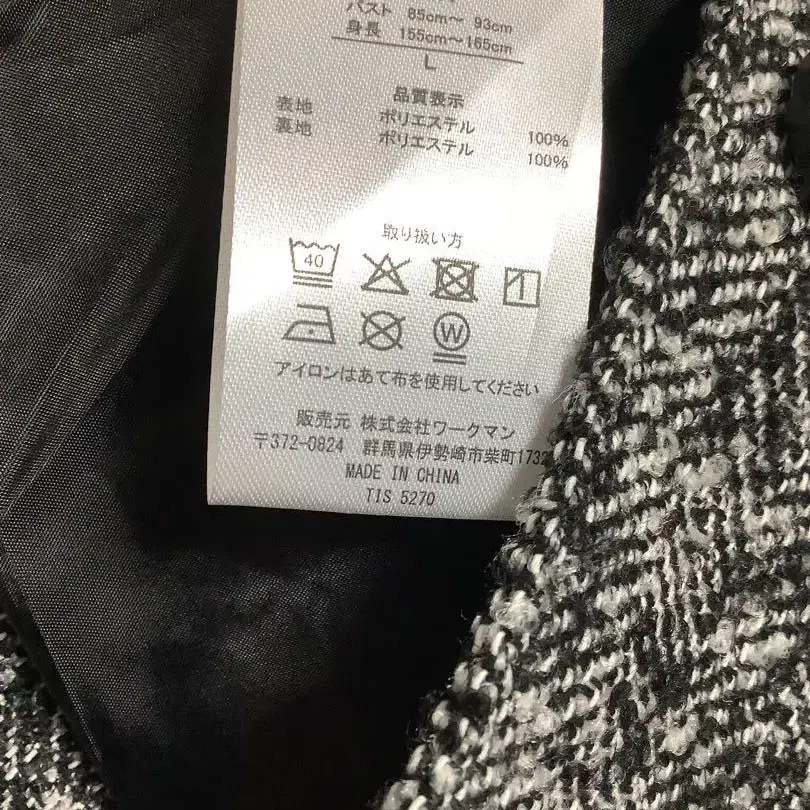 バスト 85cm～ 93cm
身長 155cm～165cm
L
品質表示
表地 ポリエステル 100%
裏地 ポリエステル 100%
取り扱い方
40
W
アイロンはあて布を使用してください
販売元 株式会社ワークマン
〒372-0824 群馬県伊勢崎市柴町1732
MADE IN CHINA
TIS 5270